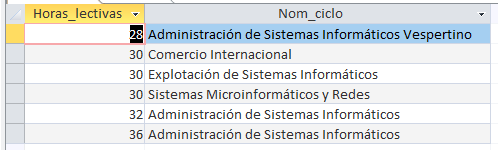 Horas_lectivas Nom_ciclo
28 Administración de Sistemas Informáticos Vespertino
30 Comercio Internacional
30 Explotación de Sistemas Informáticos
30 Sistemas Microinformáticos y Redes
32 Administración de Sistemas Informáticos
36 Administración de Sistemas Informáticos